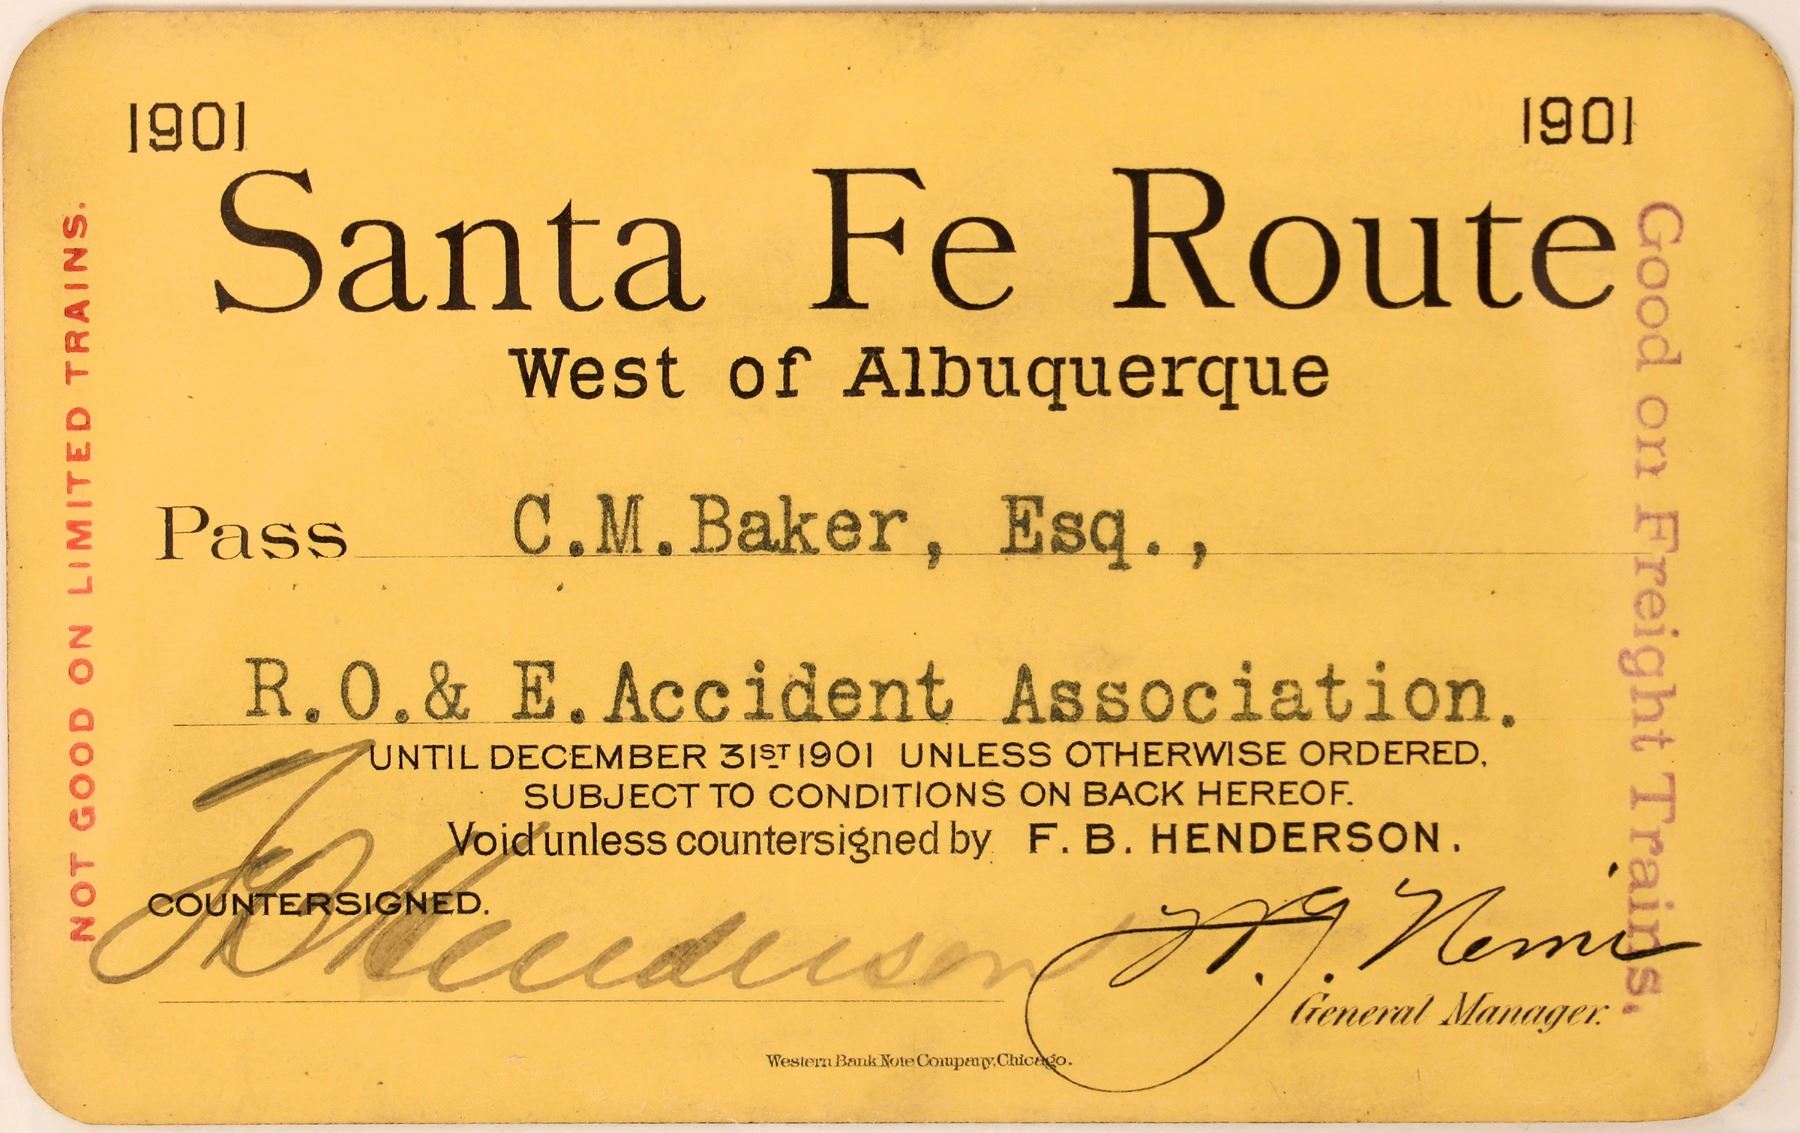 1901
1901
Santa Fe Route
West of Albuquerque
Pass C.M.Baker, Esq.,
R.O.& E.Accident Association.
UNTIL DECEMBER 31ST 1901 UNLESS OTHERWISE ORDERED,
SUBJECT TO CONDITIONS ON BACK HEREOF.
Void unless countersigned by F. B. HENDERSON.
COUNTERSIGNED.
F B Henderson
General Manager.
Western Bank Note Company, Chicago.
NOT GOOD ON LIMITED TRAINS.
Good on Freight Trains.